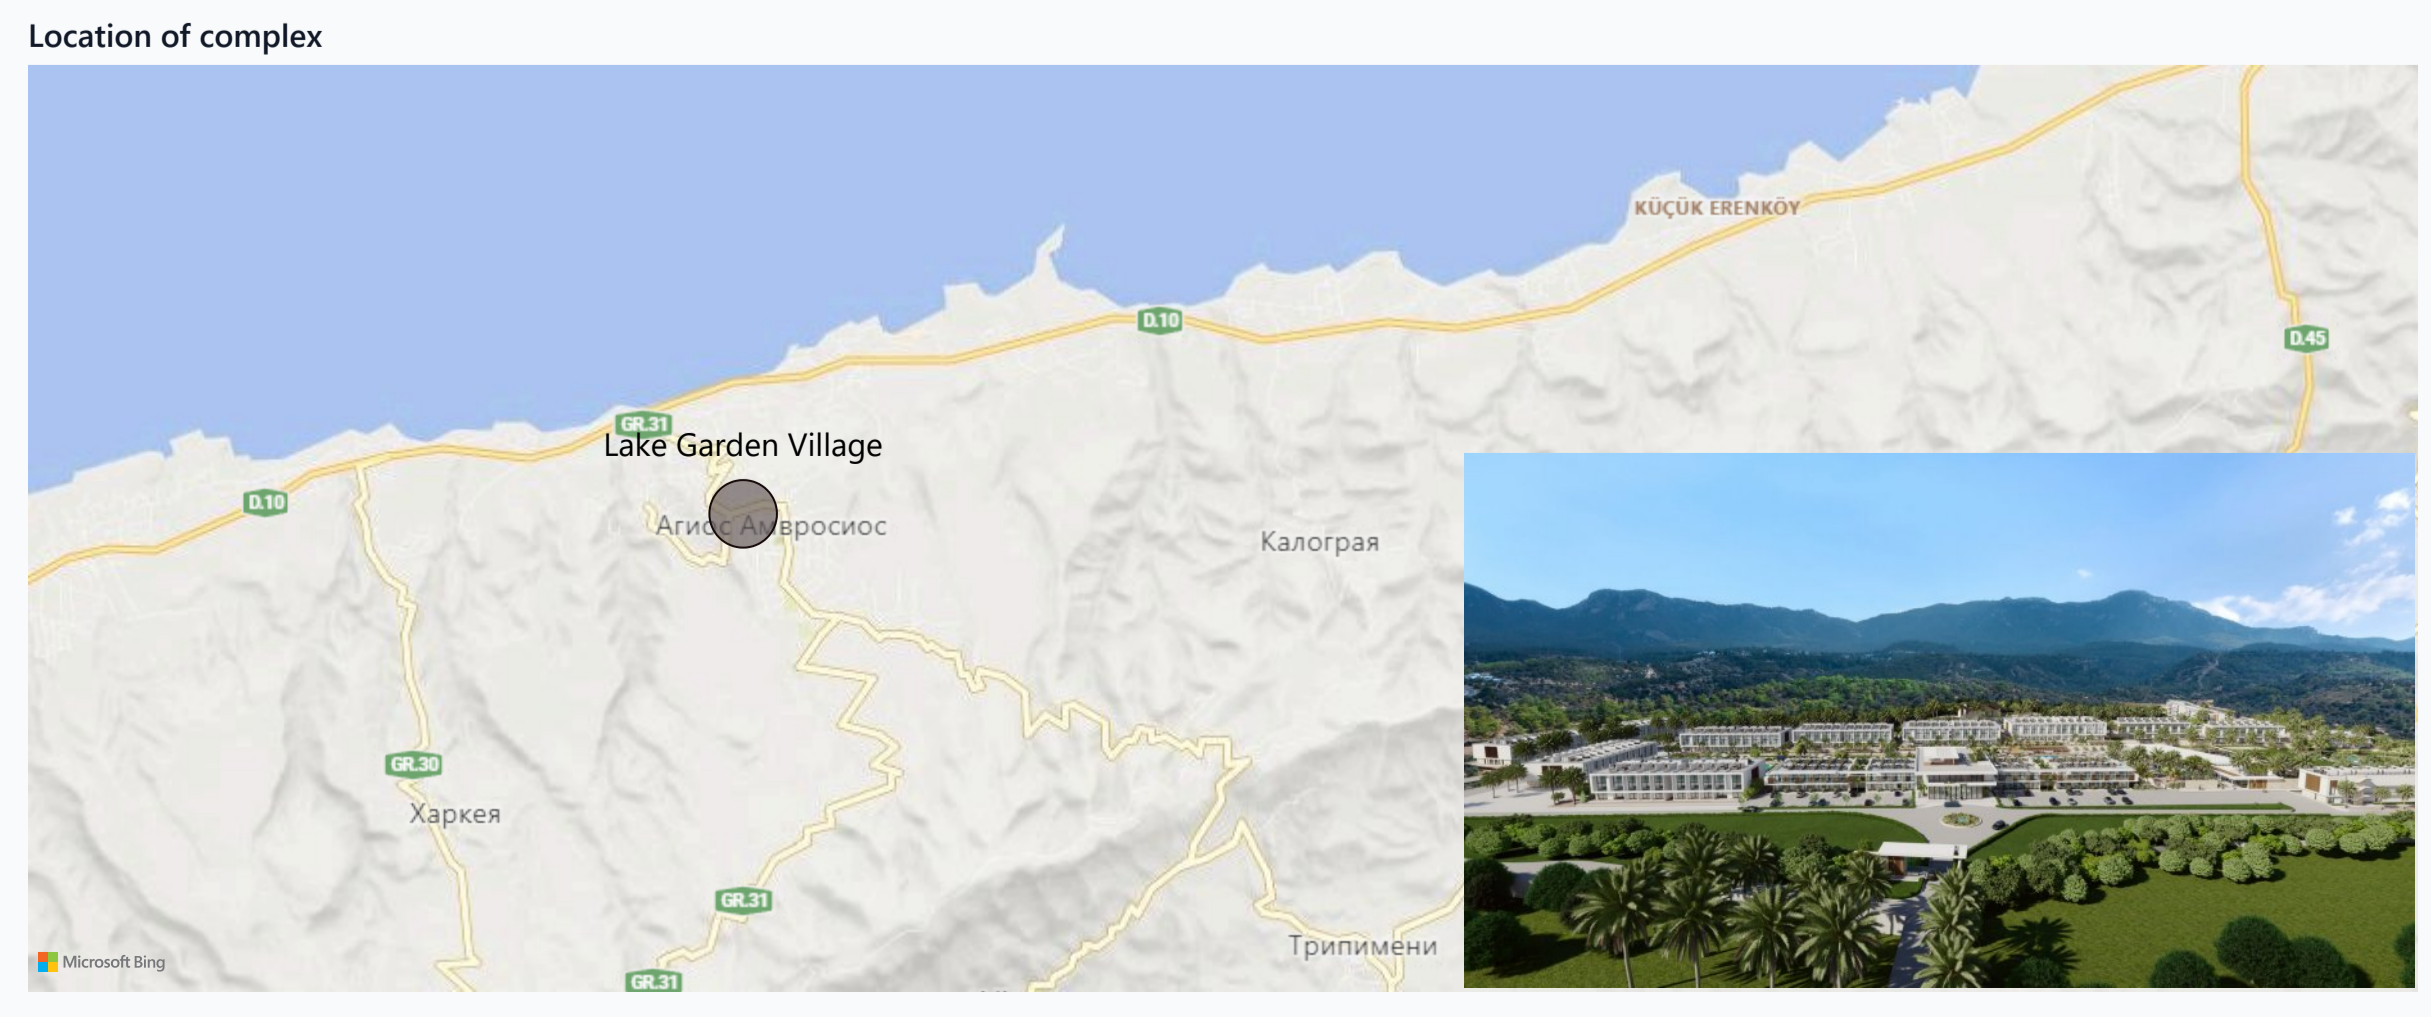 Location of complex
KÜÇÜK ERENKÖY
D.10
D.45
GR.31
Lake Garden Village
D.10
Агиос Амвросиос
Калограя
GR.30
Харкея
GR.31
Трипимени
Microsoft Bing
GR.31